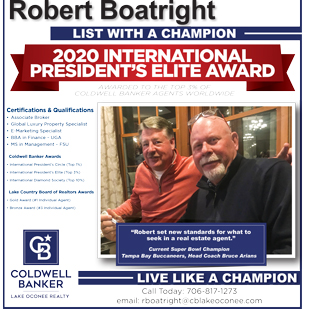 Robert Boatright
LIST WITH A CHAMPION
2020 INTERNATIONAL
PRESIDENT'S ELITE AWARD
AWARDED TO THE TOP 3% OF
COLDWELL BANKER AGENTS WORLDWIDE
Certifications & Qualifications
• Associate Broker
• Global Luxury Property Specialist
• E Marketing Specialist
• BBA in Finance - UGA
• MS in Management - FSU
Coldwell Banker Awards
• International President's Circle (Top 7%)
• International President's Elite (Top 3%)
• International Diamond Society (Top 10%)
Lake Country Board of Realtors Awards
• Gold Award (#1 Individual Agent)
• Bronze Award (#3 Individual Agent)
"Robert set new standards for what to
seek in a real estate agent."
Current Super Bowl Champion
Tampa Bay Buccaneers, Head Coach Bruce Arians
CB
COLDWELL
BANKER
LAKE OCONEE REALTY
LIVE LIKE A CHAMPION
Call Today: 706-817-1273
email: rboatright@cblakeoconee.com